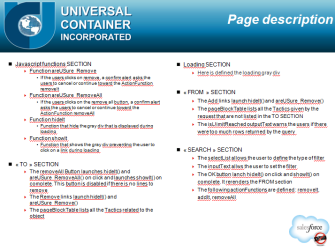 UNIVERSAL
CONTAINER
INCORPORATED
Page description
Javascript functions SECTION
Function areUSure_Remove
If the users clicks on remove, a confirm alert asks the
users to cancel or continue toward the ActionFunction
removeIt
Function areUSure_RemoveAll
If the users clicks on the remove all button, a confirm alert
asks the users to cancel or continue toward the
ActionFunction removeAll
Function hideIt
Function that hide the grey div that is displayed during
loading
Function showIt
Function that shows the grey div preventing the user to
click on a link during loading
« TO » SECTION
The removeAll Button launches hideIt() and
areUSure_RemoveAll() on click and launches showIt() on
complete. This button is disabled if there is no lines to
remove
The Remove links launch hideIt() and
areUSure_Remove()
The pageBlockTable lists all the Tactics related to the
object
Loading SECTION
Here is defined the loading grey div
« FROM » SECTION
The Add links launch hideIt() and areUSure_Remove()
The pageBlockTable lists all the Tactics given by the
request that are not listed in the TO SECTION
The isLimitReached outputText warns the users if there
were too much rows returned by the query
« SEARCH » SECTION
The selectList allows the user to define the type of filter
The inputText allow the user to set the filter
The OK button launch hideIt() on click and showIt() on
complete. It rerenders the FROM section
The following actionFunctions are defined: removeIt,
addIt, removeAll
salesforce